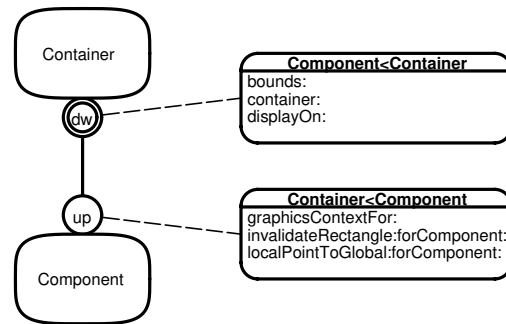 Container
dw
up
Component
Component<Container
bounds:
container:
displayOn:
Container<Component
graphicsContextFor:
invalidateRectangle:forComponent:
localPointToGlobal:forComponent: